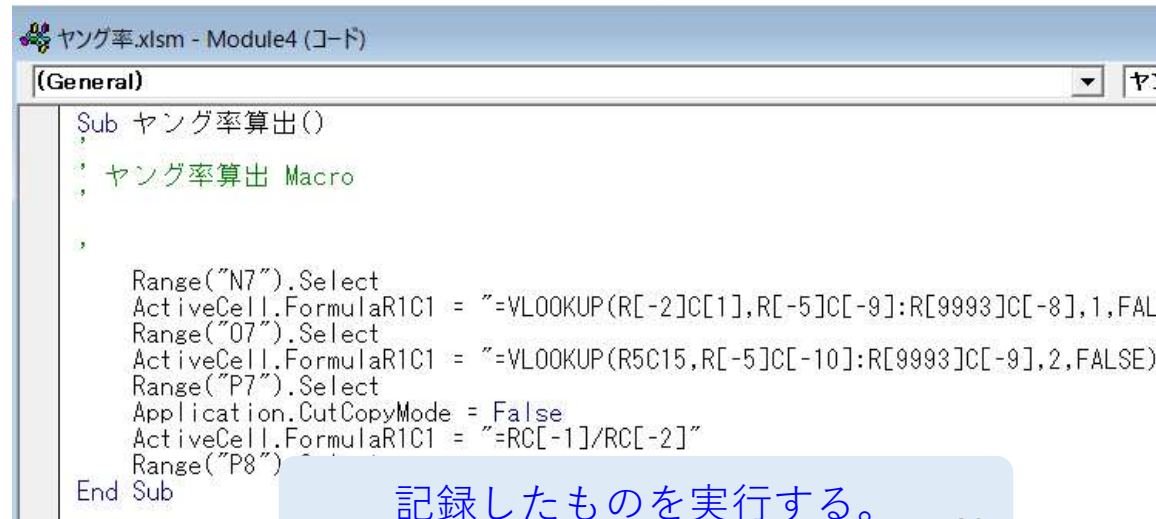 ヤング率.xlsm - Module4 (コード)
(General)
Sub ヤング率算出()
'
' ヤング率算出 Macro
'
'
Range("N7").Select
ActiveCell.FormulaR1C1 = "=VLOOKUP(R[-2]C[1],R[-5]C[-9]:R[9993]C[-8],1,FAL
Range("O7").Select
ActiveCell.FormulaR1C1 = "=VLOOKUP(R5C15,R[-5]C[-10]:R[9993]C[-9],2,FALSE)
Range("P7").Select
Application.CutCopyMode = False
ActiveCell.FormulaR1C1 = "=RC[-1]/RC[-2]"
Range("P8")
End Sub
記録したものを実行する。